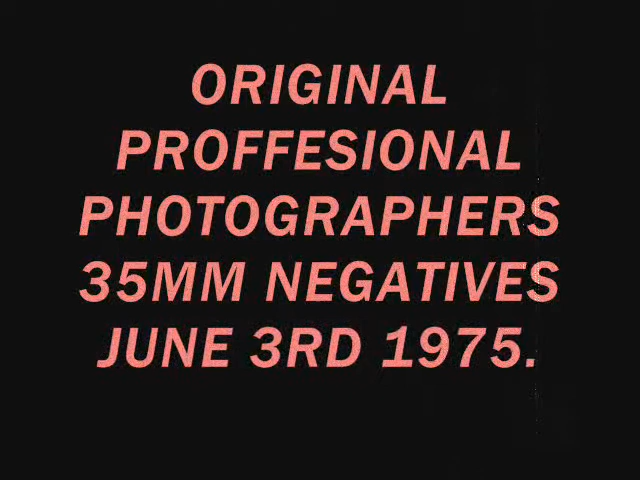 ORIGINAL
PROFFESIONAL
PHOTOGRAPHERS
35MM NEGATIVES
JUNE 3RD 1975.